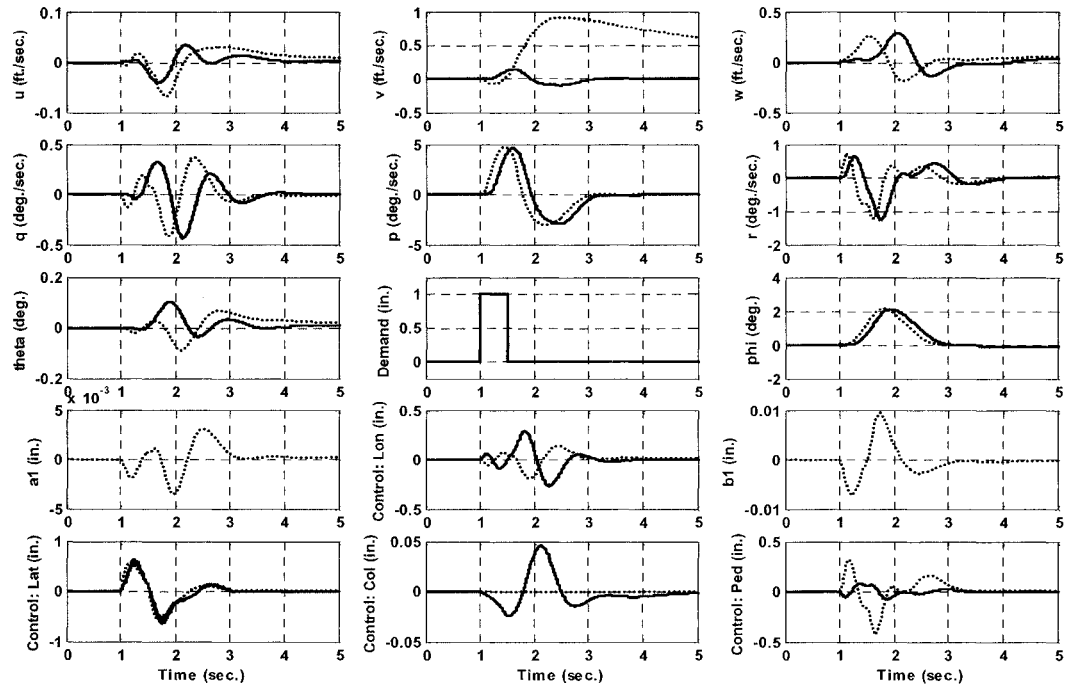 u (ft./sec.)
0.1
0
-0.1
0 1 2 3 4 5
v (ft./sec.)
1
0.5
0
-0.5
0 1 2 3 4 5
w (ft./sec.)
0.5
0
-0.5
0 1 2 3 4 5
q (deg./sec.)
0.5
0
-0.5
0 1 2 3 4 5
p (deg./sec.)
5
0
-5
0 1 2 3 4 5
r (deg./sec.)
1
0
-1
-2
0 1 2 3 4 5
theta (deg.)
0.2
0
-0.2
0 1 2 3 4 5
Demand (in.)
1
0.5
0
0 1 2 3 4 5
phi (deg.)
4
2
0
-2
0 1 2 3 4 5
x 10⁻³
a1 (in.)
5
0
-5
0 1 2 3 4 5
Control: Lon (in.)
0.5
0
-0.5
0 1 2 3 4 5
b1 (in.)
0.01
0
-0.01
0 1 2 3 4 5
Control: Lat (in.)
1
0
-1
0 1 2 3 4 5
Time (sec.)
Control: Col (in.)
0.05
0
-0.05
0 1 2 3 4 5
Time (sec.)
Control: Ped (in.)
0.5
0
-0.5
0 1 2 3 4 5
Time (sec.)